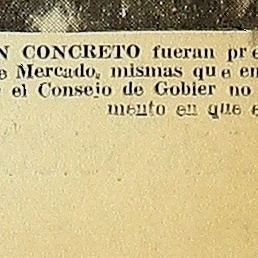 N CONCRETO fueran pre
e Mercado, mismas que en
el Consejo de Gobier no
mento en que e